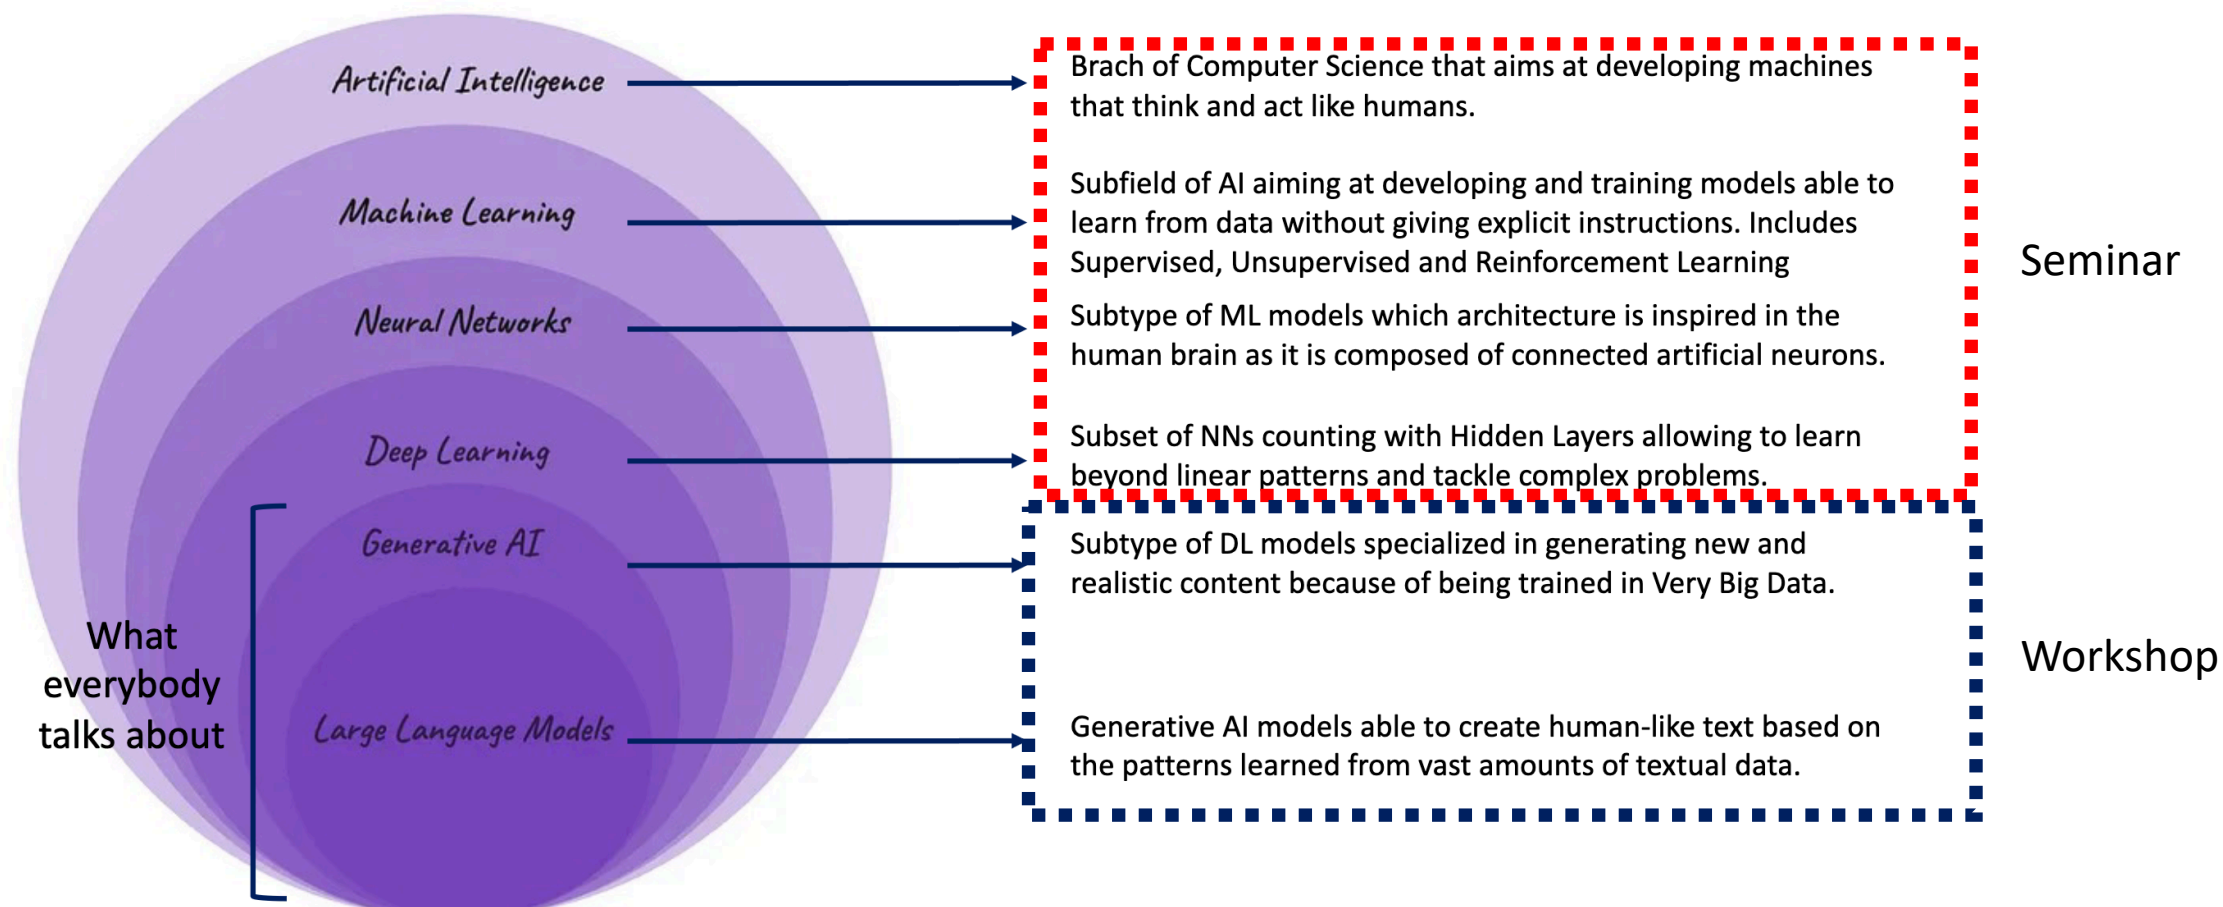 Artificial Intelligence
Brach of Computer Science that aims at developing machines
that think and act like humans.
Machine Learning
Subfield of AI aiming at developing and training models able to
learn from data without giving explicit instructions. Includes
Supervised, Unsupervised and Reinforcement Learning
Neural Networks
Subtype of ML models which architecture is inspired in the
human brain as it is composed of connected artificial neurons.
Deep Learning
Subset of NNs counting with Hidden Layers allowing to learn
beyond linear patterns and tackle complex problems.
Seminar
Generative AI
Subtype of DL models specialized in generating new and
realistic content because of being trained in Very Big Data.
Large Language Models
Generative AI models able to create human-like text based on
the patterns learned from vast amounts of textual data.
Workshop
What
everybody
talks about